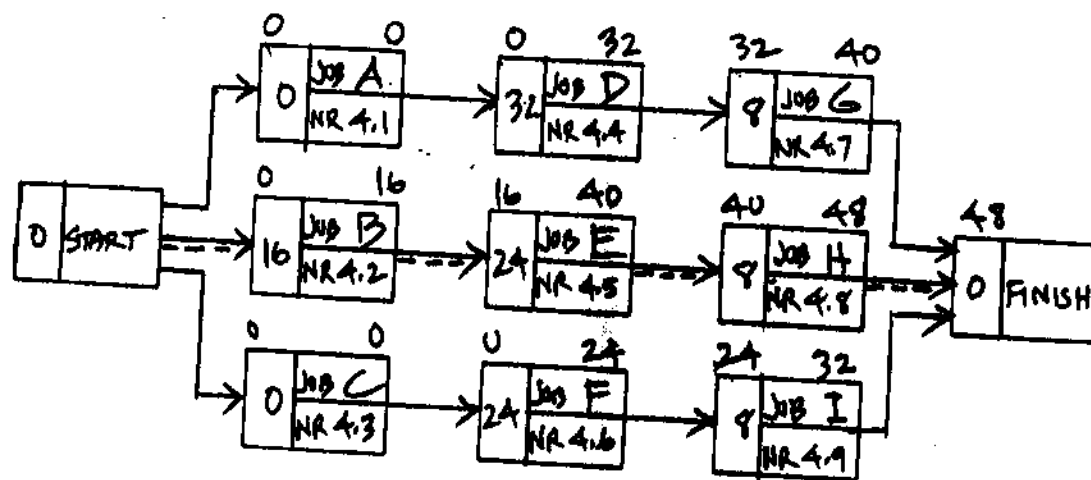 0 0 0 32 32 40
0 JOB A 32 JOB D 8 JOB G
NR 4.1 NR 4.4 NR 4.7
0 16 16 40 40 48 48
0 START 16 JOB B 24 JOB E 8 JOB H 0 FINISH
NR 4.2 NR 4.5 NR 4.8
0 0 0 24 24 32
0 JOB C 24 JOB F 8 JOB I
NR 4.3 NR 4.6 NR 4.9